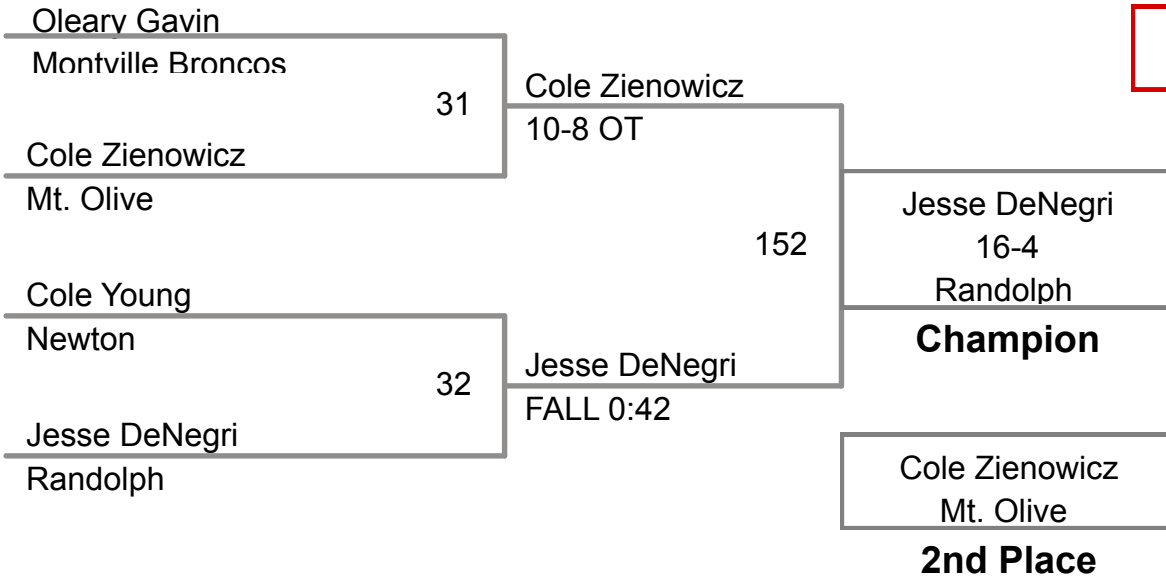 Oleary Gavin
Montville Broncos
31
Cole Zienowicz
Mt. Olive
Cole Zienowicz
10-8 OT
Cole Young
Newton
32
Jesse DeNegri
Randolph
Jesse DeNegri
FALL 0:42
152
Jesse DeNegri
16-4
Randolph
Champion
Cole Zienowicz
Mt. Olive
2nd Place